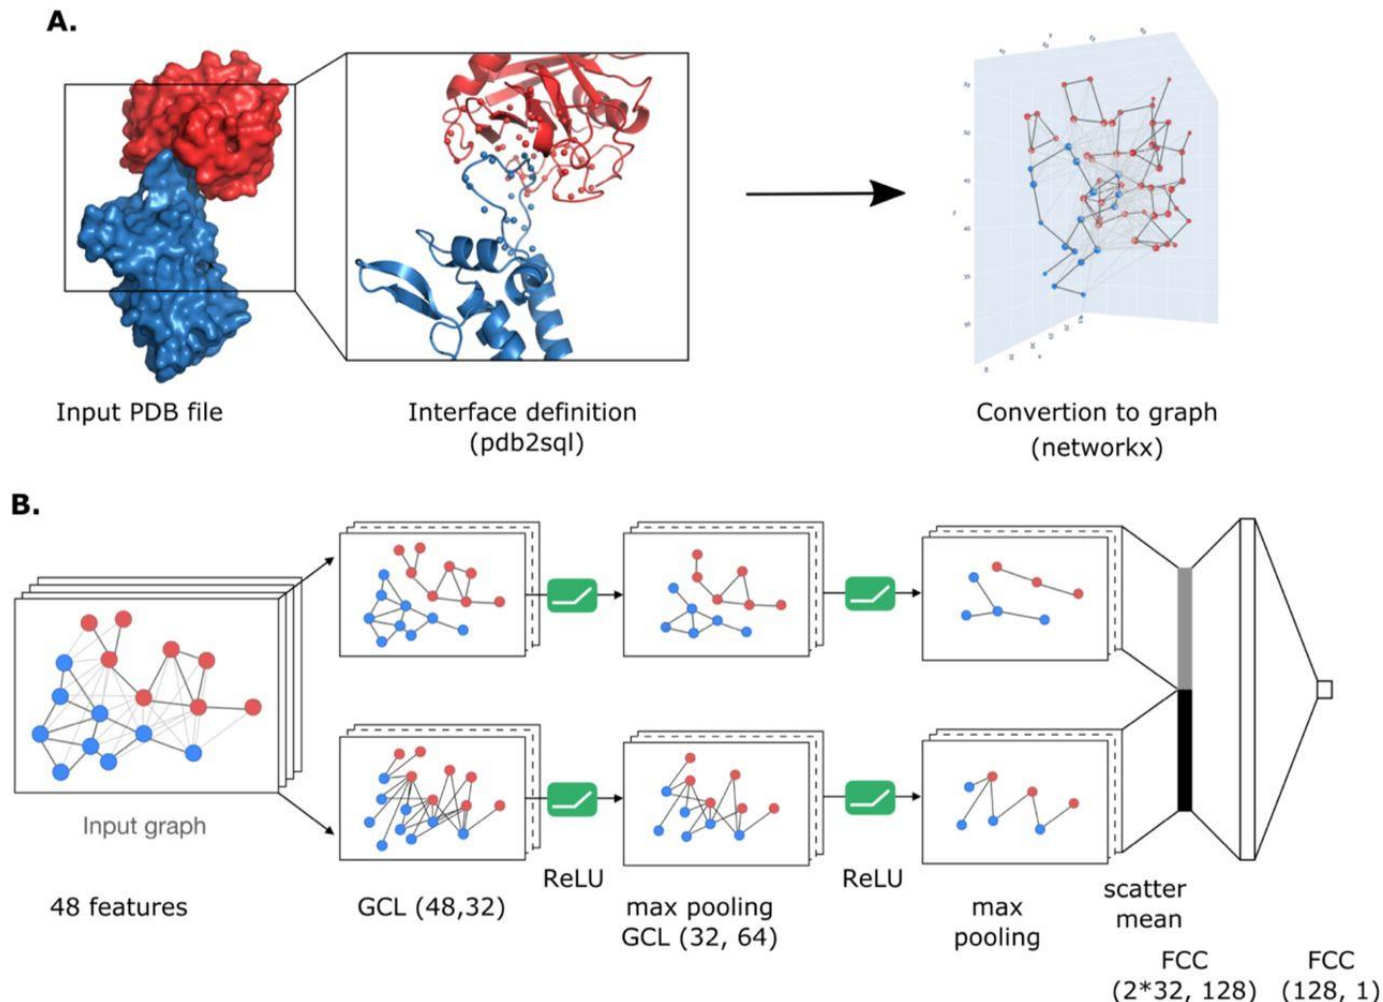 A.
Input PDB file
Interface definition
(pdb2sql)
Convertion to graph
(networkx)
B.
Input graph
48 features
GCL (48,32)
ReLU
max pooling
GCL (32, 64)
ReLU
max
pooling
scatter
mean
FCC
(2*32, 128)
FCC
(128, 1)